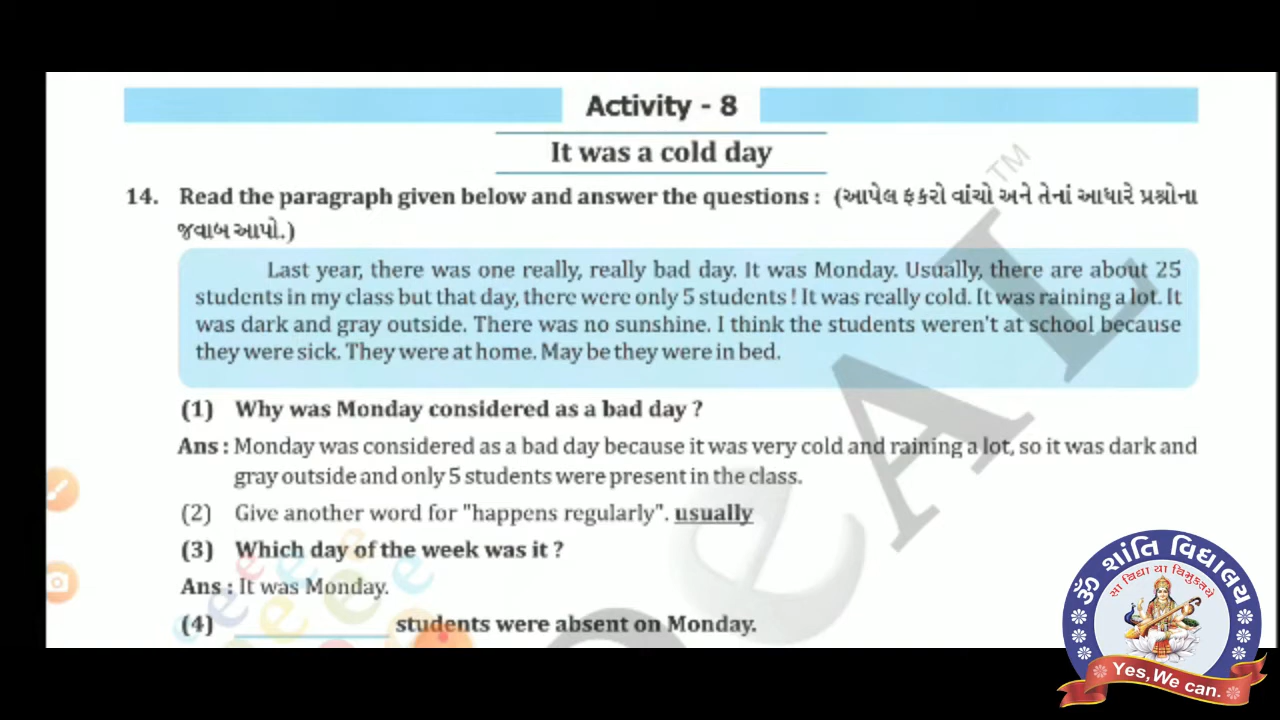 Activity - 8
It was a cold day
14. Read the paragraph given below and answer the questions : (આપેલ ફકરો વાંચો અને તેનાં આધારે પ્રશ્નોના
જવાબ આપો.)
Last year, there was one really, really bad day. It was Monday. Usually, there are about 25
students in my class but that day, there were only 5 students ! It was really cold. It was raining a lot. It
was dark and gray outside. There was no sunshine. I think the students weren't at school because
they were sick. They were at home. May be they were in bed.
(1) Why was Monday considered as a bad day ?
Ans : Monday was considered as a bad day because it was very cold and raining a lot, so it was dark and
gray outside and only 5 students were present in the class.
(2) Give another word for "happens regularly". usually
(3) Which day of the week was it ?
Ans : It was Monday.
(4) ____________ students were absent on Monday.
ૐ શાંતિ વિદ્યાલય
સા વિદ્યા યા વિમુક્તયે
Yes, We can.